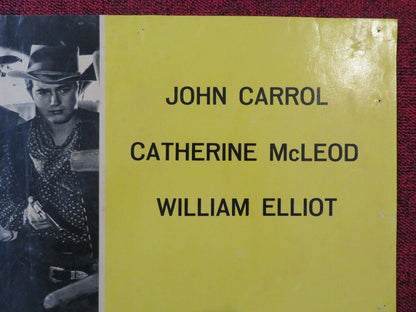 JOHN CARROL
CATHERINE McLEOD
WILLIAM ELLIOT